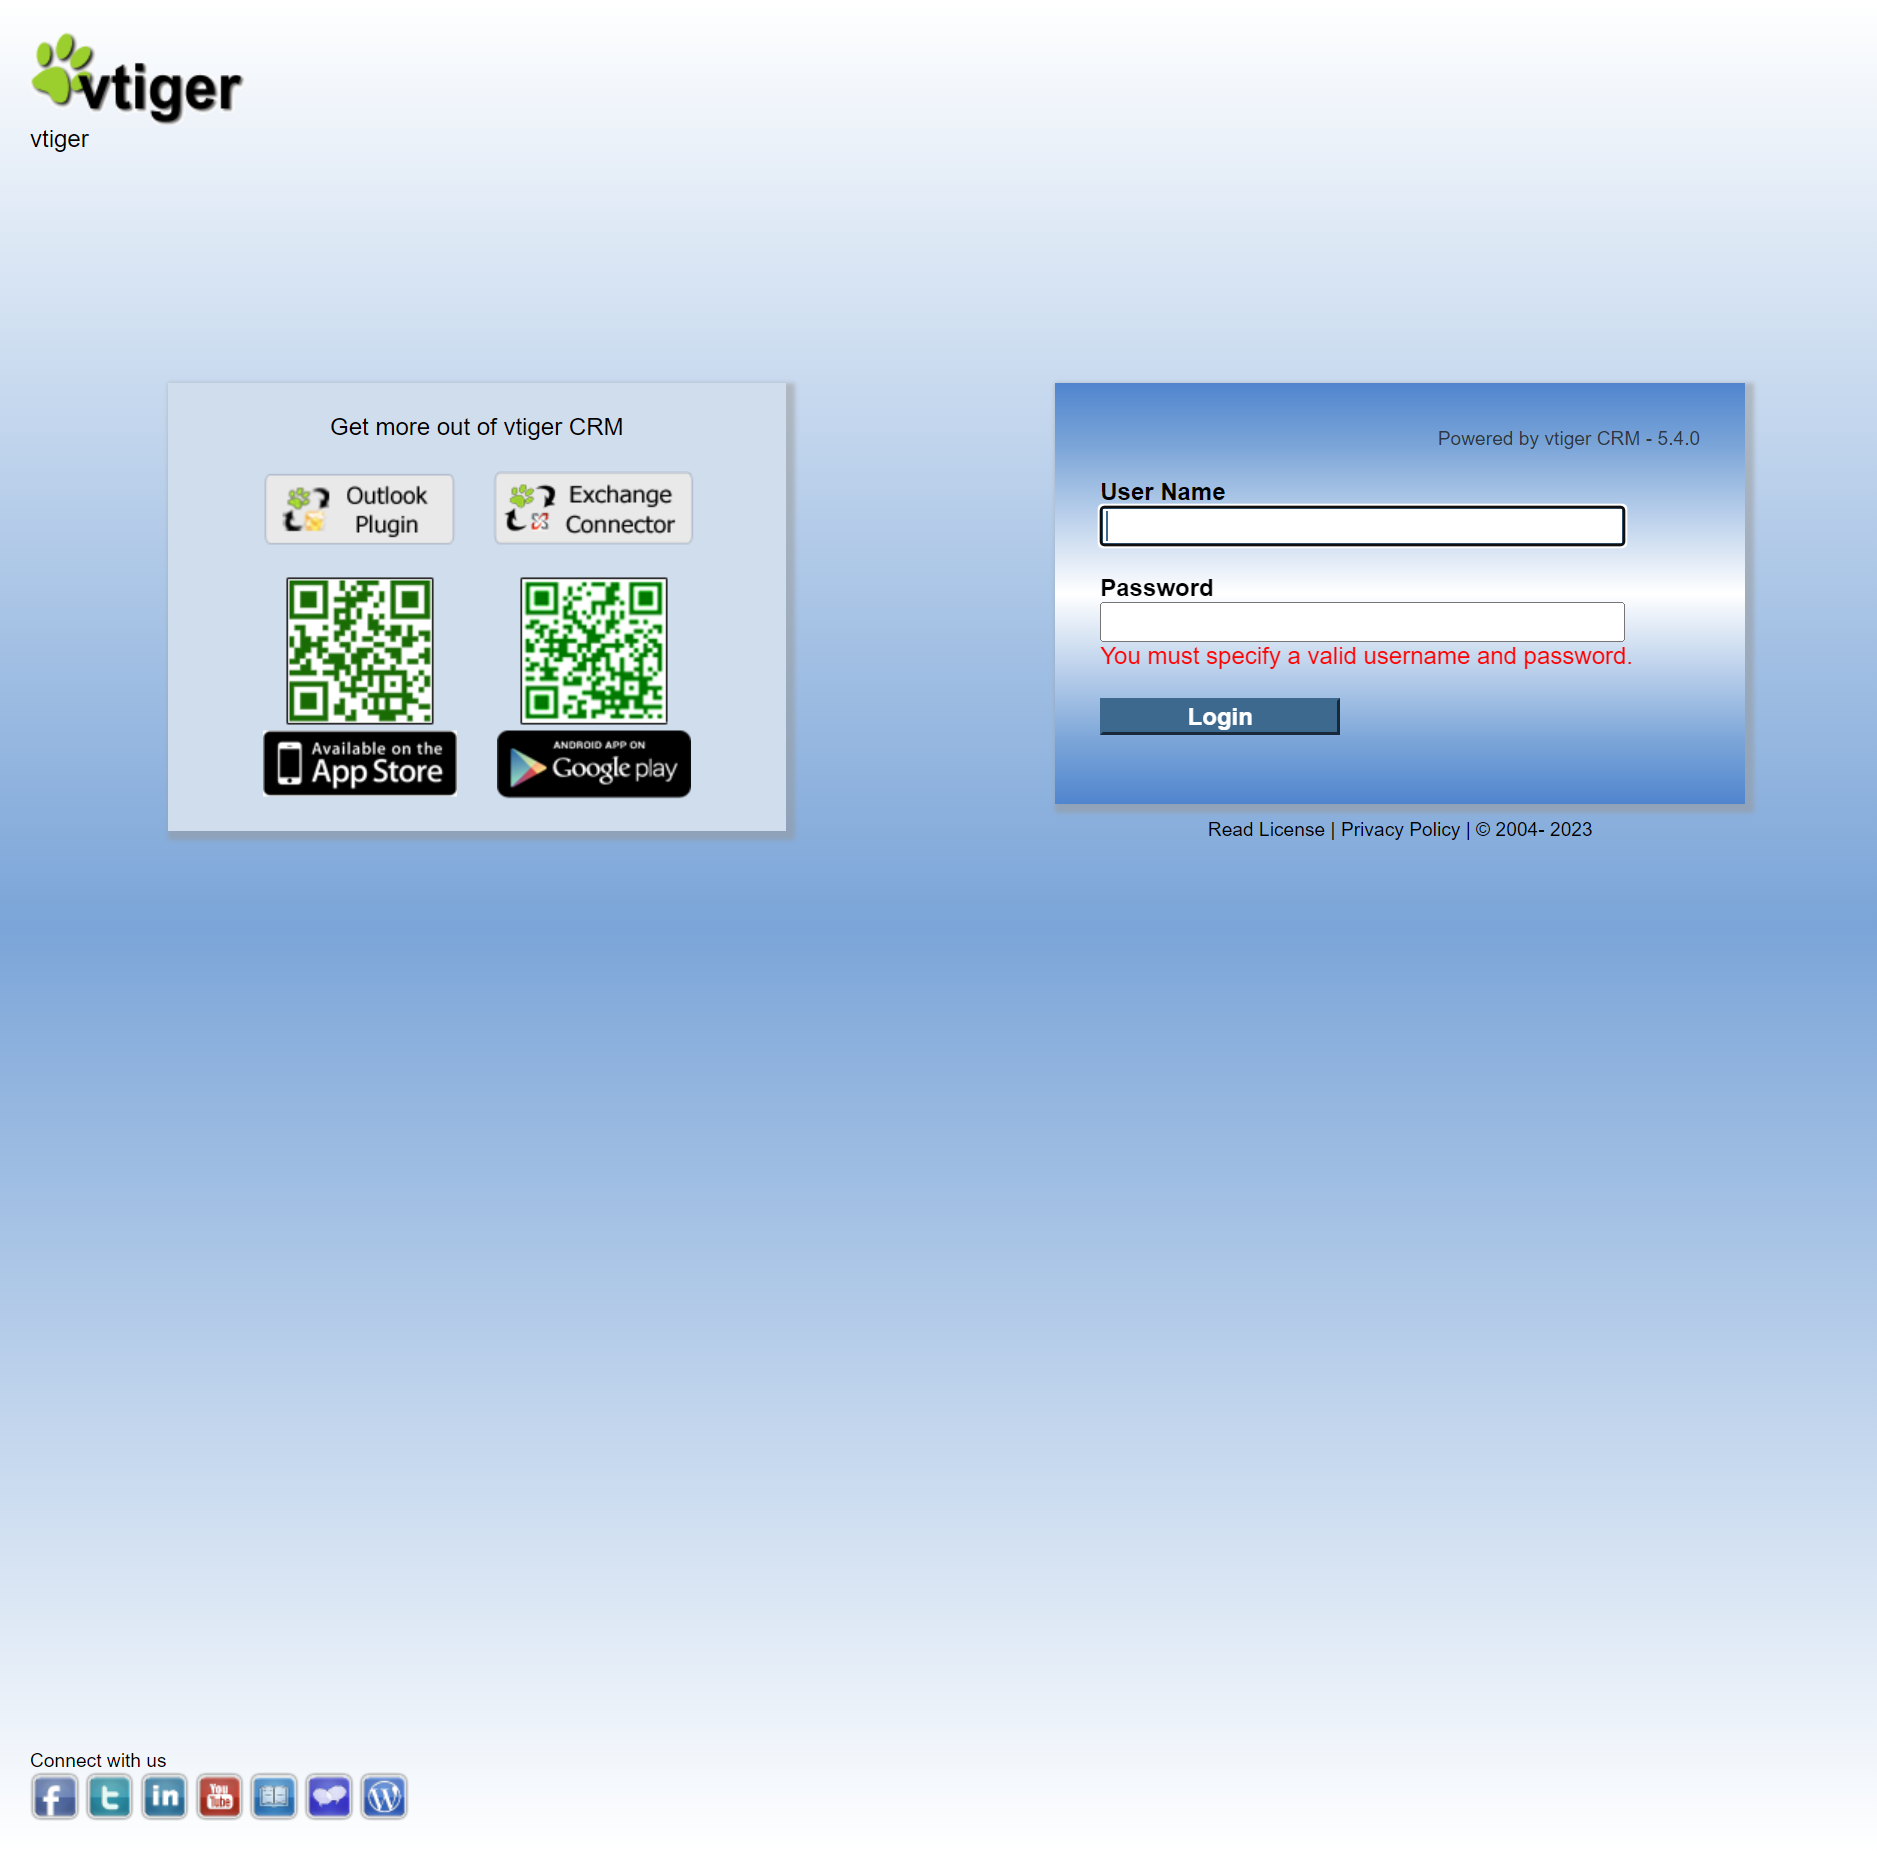 vtiger
vtiger
Get more out of vtiger CRM
Outlook
Plugin
Exchange
Connector
Available on the
App Store
ANDROID APP ON
Google play
Powered by vtiger CRM - 5.4.0
User Name
Password
You must specify a valid username and password.
Login
Read License | Privacy Policy | © 2004- 2023
Connect with us
f
t
in
You
Tube
W